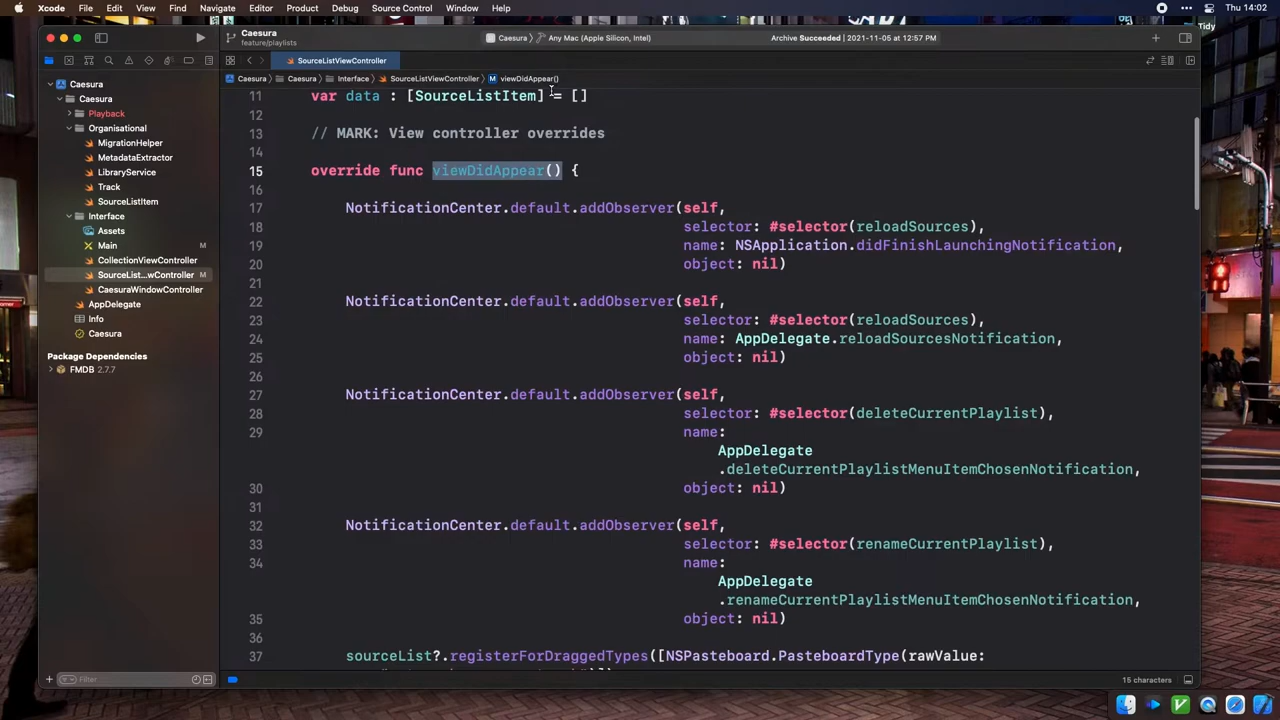 Xcode File Edit View Find Navigate Editor Product Debug Source Control Window Help Thu 14:02
Tidy
Caesura
feature/playlists
Caesura Any Mac (Apple Silicon, Intel)
Archive Succeeded | 2021-11-05 at 12:57 PM
SourceListViewController
Caesura Caesura Interface SourceListViewController M viewDidAppear()
Caesura
Caesura
Playback
Organisational
MigrationHelper
MetadataExtractor
LibraryService
Track
SourceListItem
Interface
Assets
Main M
CollectionViewController
SourceList...wController M
CaesuraWindowController
AppDelegate
Info
Caesura
Package Dependencies
FMDB 2.7.7
Filter
11 var data : [SourceListItem] = []
12
13 // MARK: View controller overrides
14
15 override func viewDidAppear() {
16
17 NotificationCenter.default.addObserver(self,
18 selector: #selector(reloadSources),
19 name: NSApplication.didFinishLaunchingNotification,
20 object: nil)
21
22 NotificationCenter.default.addObserver(self,
23 selector: #selector(reloadSources),
24 name: AppDelegate.reloadSourcesNotification,
25 object: nil)
26
27 NotificationCenter.default.addObserver(self,
28 selector: #selector(deleteCurrentPlaylist),
29 name:
AppDelegate
.deleteCurrentPlaylistMenuItemChosenNotification,
30 object: nil)
31
32 NotificationCenter.default.addObserver(self,
33 selector: #selector(renameCurrentPlaylist),
34 name:
AppDelegate
.renameCurrentPlaylistMenuItemChosenNotification,
35 object: nil)
36
37 sourceList?.registerForDraggedTypes([NSPasteboard.PasteboardType(rawValue:
15 characters